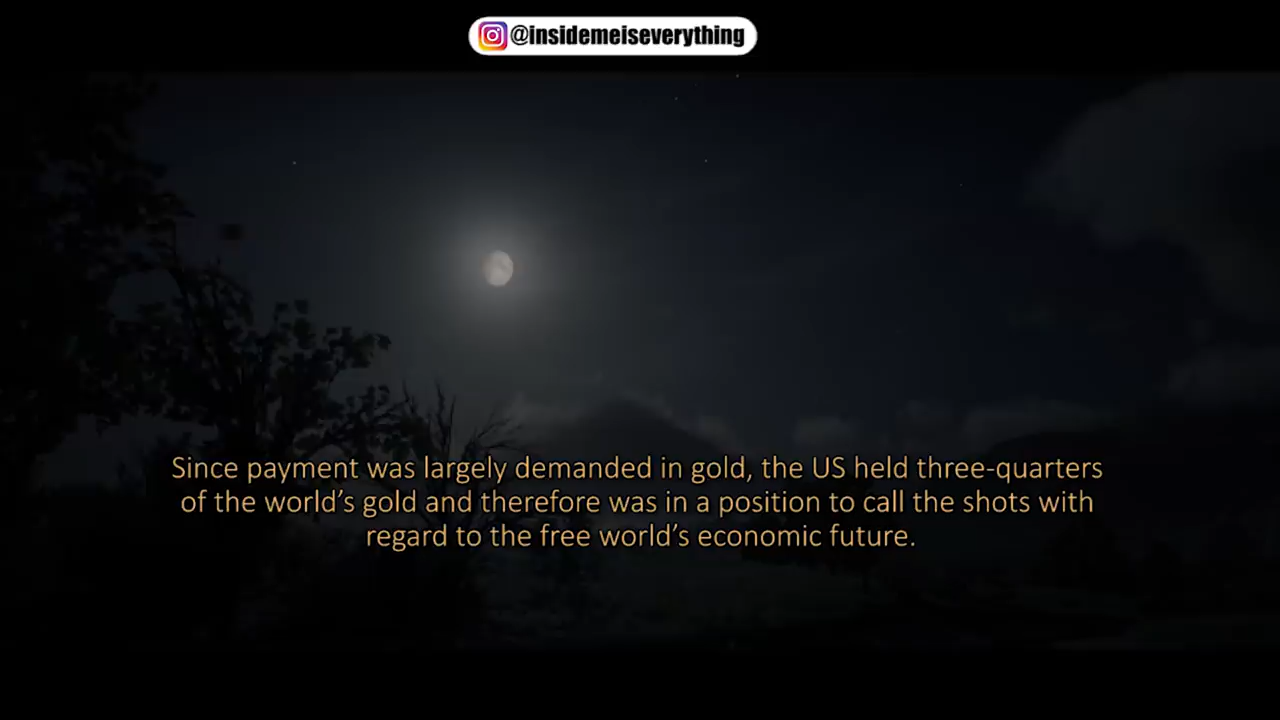 @insidemeiseverything
Since payment was largely demanded in gold, the US held three-quarters
of the world’s gold and therefore was in a position to call the shots with
regard to the free world’s economic future.